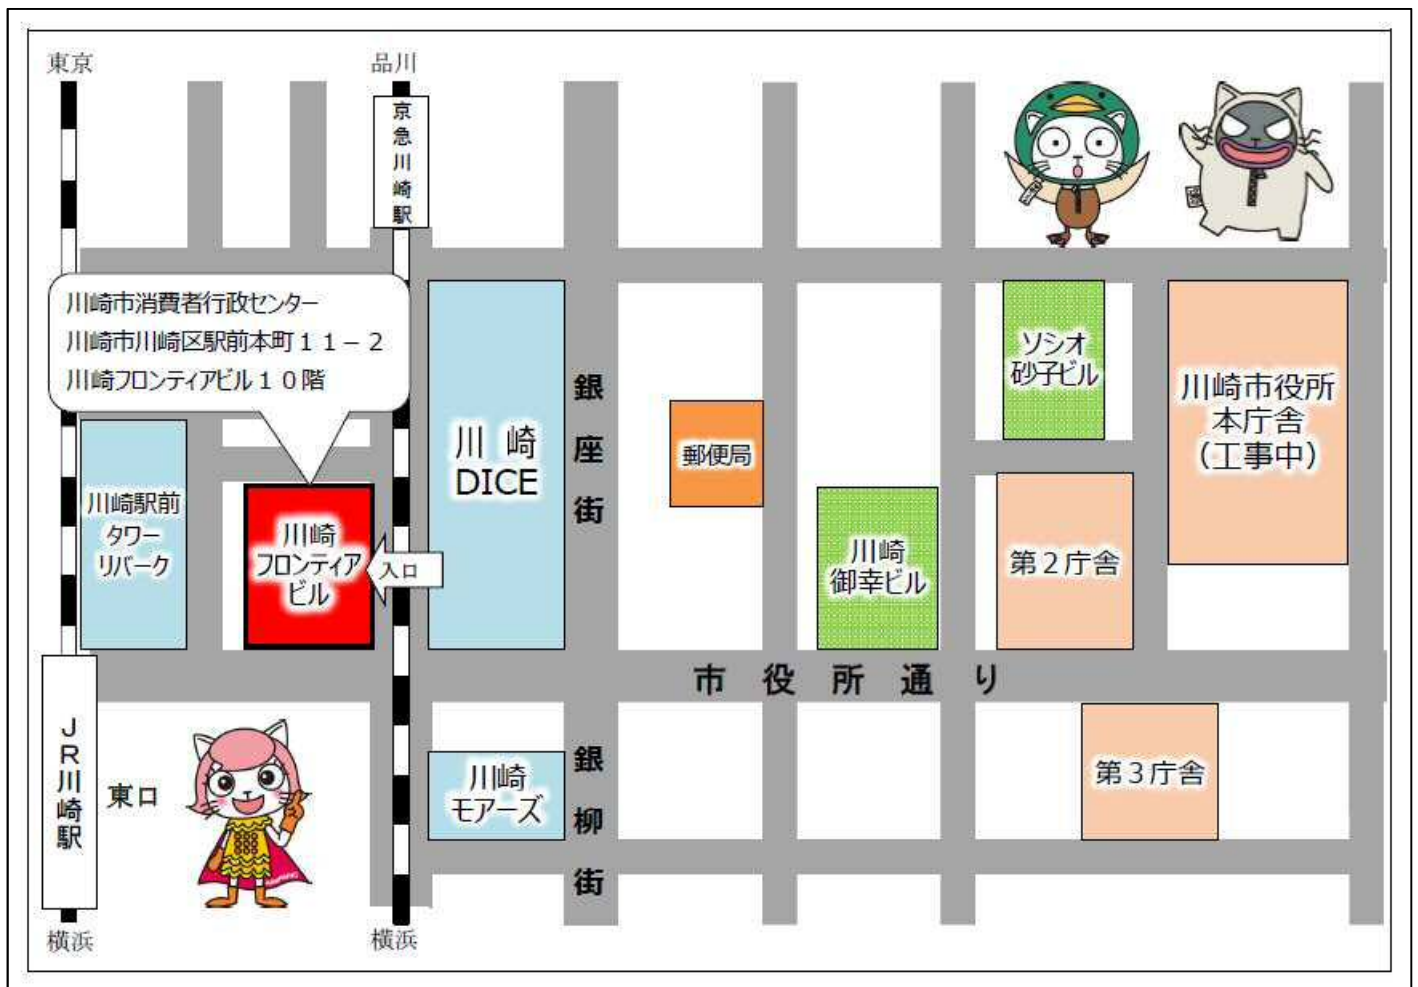 東京
品川
京急川崎駅
川崎市消費者行政センター
川崎市川崎区駅前本町１１－２
川崎フロンティアビル１０階
川崎駅前
タワー
リバーク
川崎
フロンティア
ビル
入口
川崎
DICE
銀座街
郵便局
川崎
御幸ビル
ソシオ
砂子ビル
第２庁舎
川崎市役所
本庁舎
（工事中）
市役所通り
ＪＲ川崎駅
東口
川崎
モアーズ
銀柳街
第３庁舎
横浜
横浜